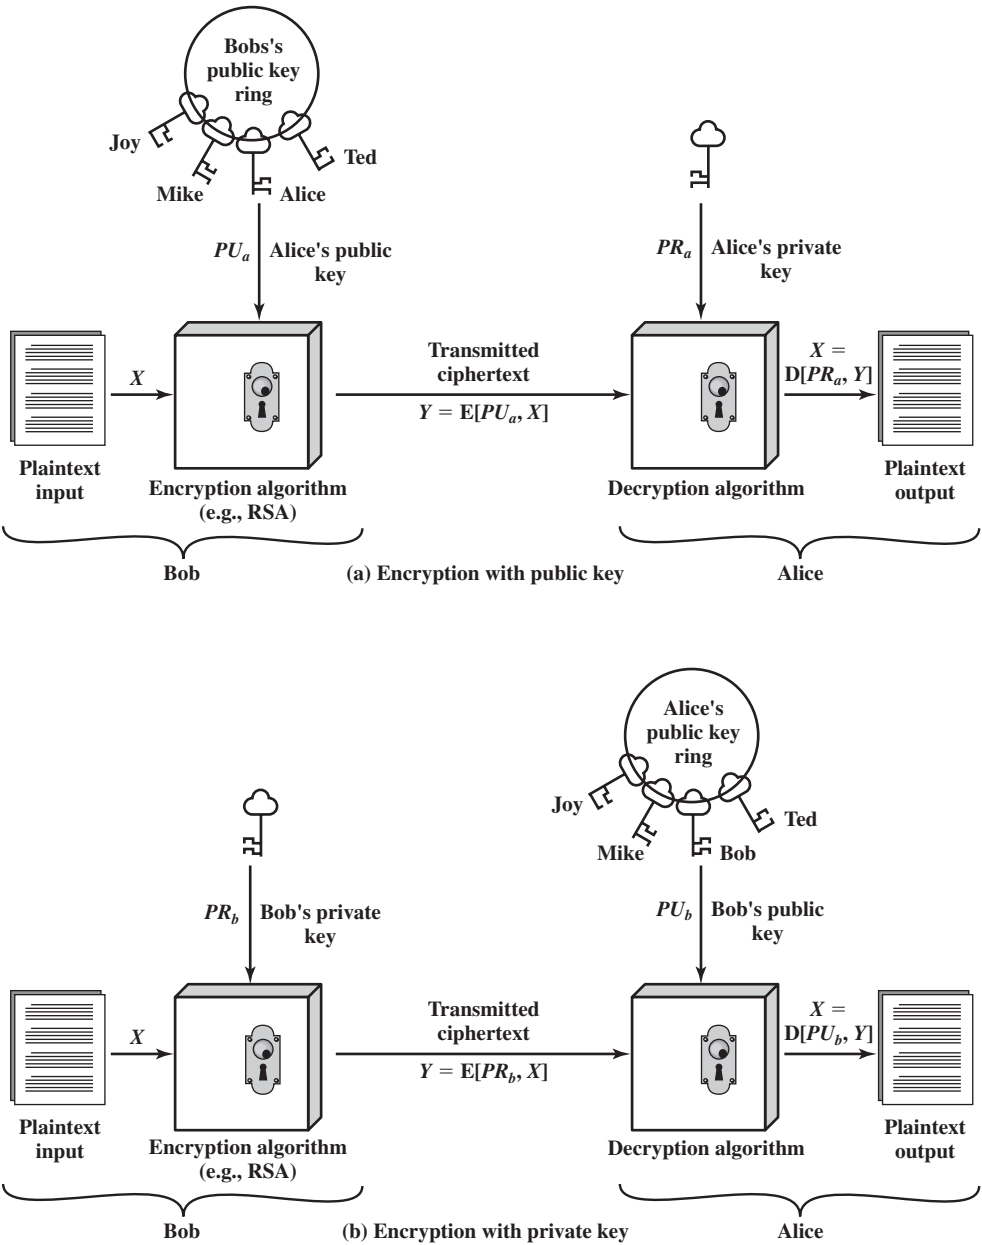 Bobs's
public key
ring
Joy
Ted
Mike
Alice
PUa
Alice's public
key
PRa
Alice's private
key
X
Transmitted
ciphertext
Y = E[PUa, X]
X =
D[PRa, Y]
Plaintext
input
Encryption algorithm
(e.g., RSA)
Decryption algorithm
Plaintext
output
Bob
(a) Encryption with public key
Alice
Alice's
public key
ring
Joy
Ted
Mike
Bob
PRb
Bob's private
key
PUb
Bob's public
key
X
Transmitted
ciphertext
Y = E[PRb, X]
X =
D[PUb, Y]
Plaintext
input
Encryption algorithm
(e.g., RSA)
Decryption algorithm
Plaintext
output
Bob
(b) Encryption with private key
Alice